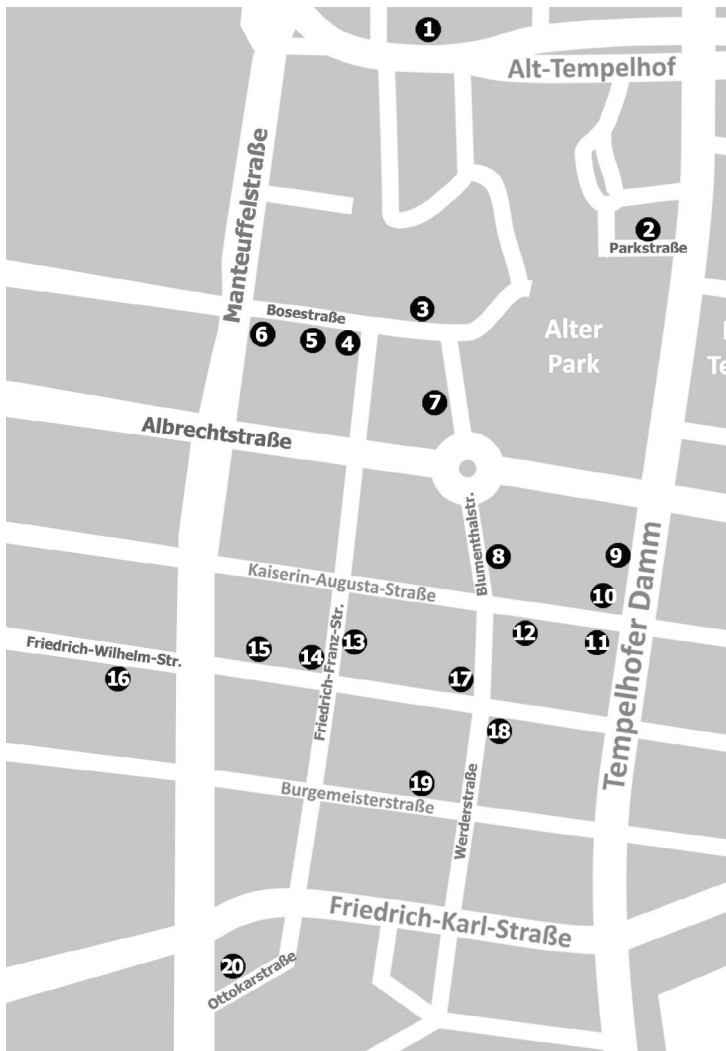 1
Alt-Tempelhof
Manteuffelstraße
2
Parkstraße
3
Bosestraße
6
5
4
Alter
Park
Te
7
Albrechtstraße
Blumenthalstr.
8
9
Kaiserin-Augusta-Straße
10
Tempelhofer Damm
12
11
Friedrich-Wilhelm-Str.
15
14
Friedrich-Franz-Str.
13
16
17
18
19
Burgemeisterstraße
Werderstraße
Friedrich-Karl-Straße
20
Ottokarstraße